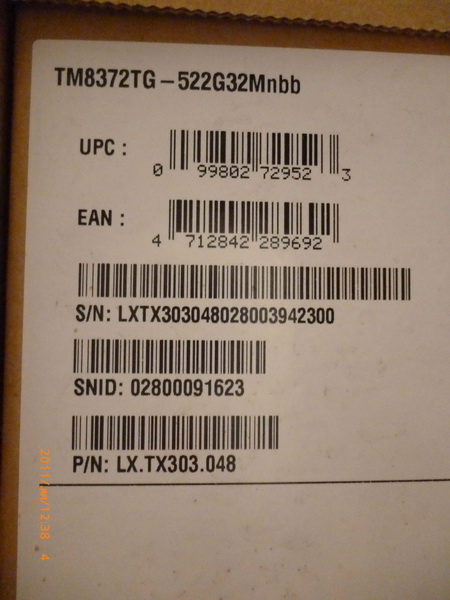 TM8372TG-522G32Mnbb
UPC :
0 99802 72952 3
EAN :
4 712842 289692
S/N: LXTX303048028003942300
SNID: 02800091623
P/N: LX.TX303.048